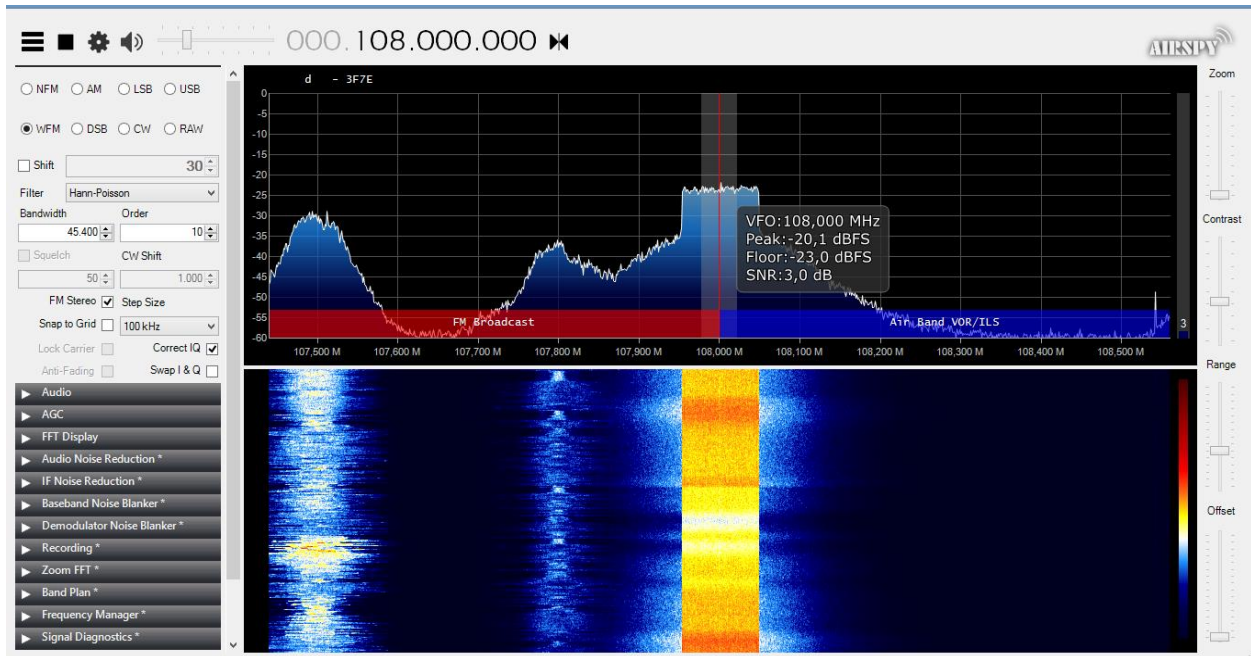 000.108.000.000
AIRSPY
NFM AM LSB USB
WFM DSB CW RAW
Shift 30
Filter Hann-Poisson
Bandwidth Order
45.400 10
Squelch CW Shift
50 1.000
FM Stereo Step Size
Snap to Grid 100 kHz
Lock Carrier Correct IQ
Anti-Fading Swap I & Q
Audio
AGC
FFT Display
Audio Noise Reduction *
IF Noise Reduction *
Baseband Noise Blanker *
Demodulator Noise Blanker *
Recording *
Zoom FFT *
Band Plan *
Frequency Manager *
Signal Diagnostics *
d - 3F7E
0
-5
-10
-15
-20
-25
-30
-35
-40
-45
-50
-55
-60
VFO:108,000 MHz
Peak:-20,1 dBFS
Floor:-23,0 dBFS
SNR:3,0 dB
FM Broadcast Air Band VOR/ILS
3
107,500 M 107,600 M 107,700 M 107,800 M 107,900 M 108,000 M 108,100 M 108,200 M 108,300 M 108,400 M 108,500 M
Zoom
Contrast
Range
Offset